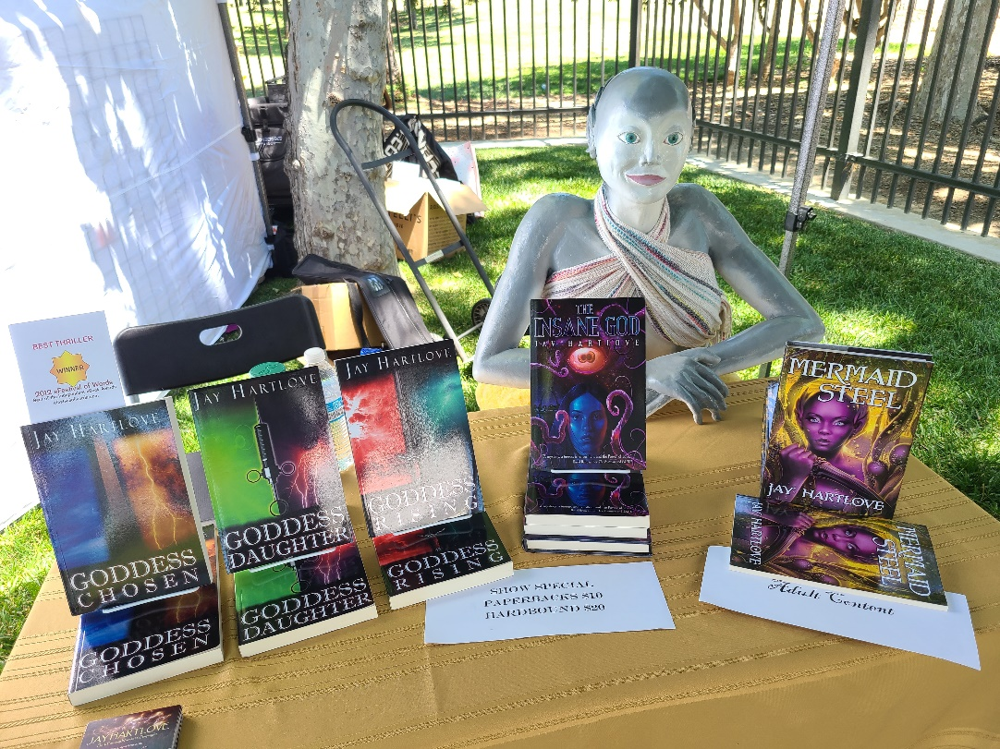 BEST THRILLER
WINNER
2012 eFestival of Words
JAY HARTLOVE
GODDESS
CHOSEN
GODDESS
CHOSEN
JAY HARTLOVE
GODDESS
DAUGHTER
GODDESS
DAUGHTER
JAY HARTLOVE
GODDESS
RISING
GODDESS
RISING
THE
INSANE GOD
JAY HARTLOVE
SHOW SPECIAL
PAPERBACKS $10
HARDBOUND $20
MERMAID
STEEL
JAY HARTLOVE
JAY HARTLOVE
MERMAID
STEEL
Adult Content
JAY HARTLOVE